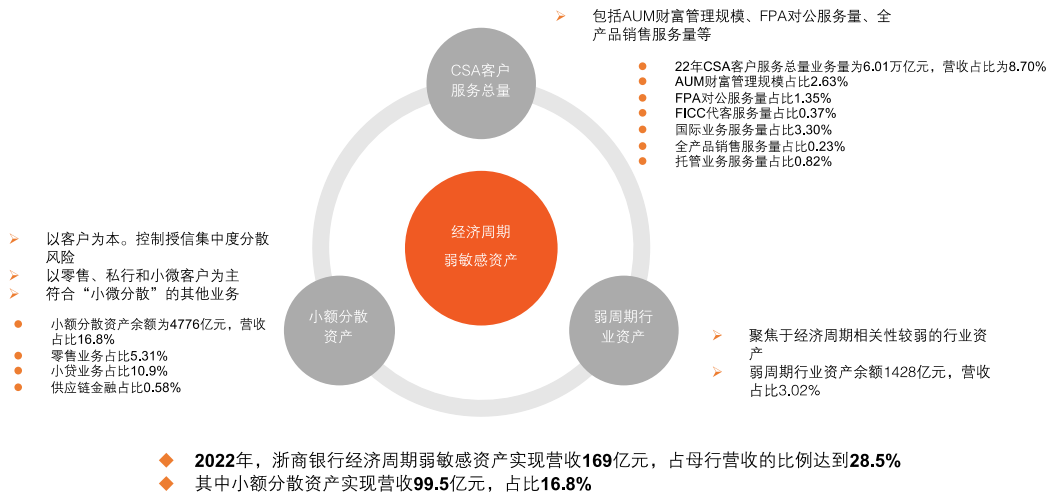 包括AUM财富管理规模、FPA对公服务量、全
产品销售服务量等
22年CSA客户服务总量业务量为6.01万亿元，营收占比为8.70%
AUM财富管理规模占比2.63%
FPA对公服务量占比1.35%
FICC代客服务量占比0.37%
国际业务服务量占比3.30%
全产品销售服务量占比0.23%
托管业务服务量占比0.82%
CSA客户
服务总量
经济周期
弱敏感资产
以客户为本。控制授信集中度分散
风险
以零售、私行和小微客户为主
符合“小微分散”的其他业务
小额分散资产余额为4776亿元，营收
占比16.8%
零售业务占比5.31%
小贷业务占比10.9%
供应链金融占比0.58%
小额分散
资产
弱周期行
业资产
聚焦于经济周期相关性较弱的行业资
产
弱周期行业资产余额1428亿元，营收
占比3.02%
2022年，浙商银行经济周期弱敏感资产实现营收169亿元，占母行营收的比例达到28.5%
其中小额分散资产实现营收99.5亿元，占比16.8%